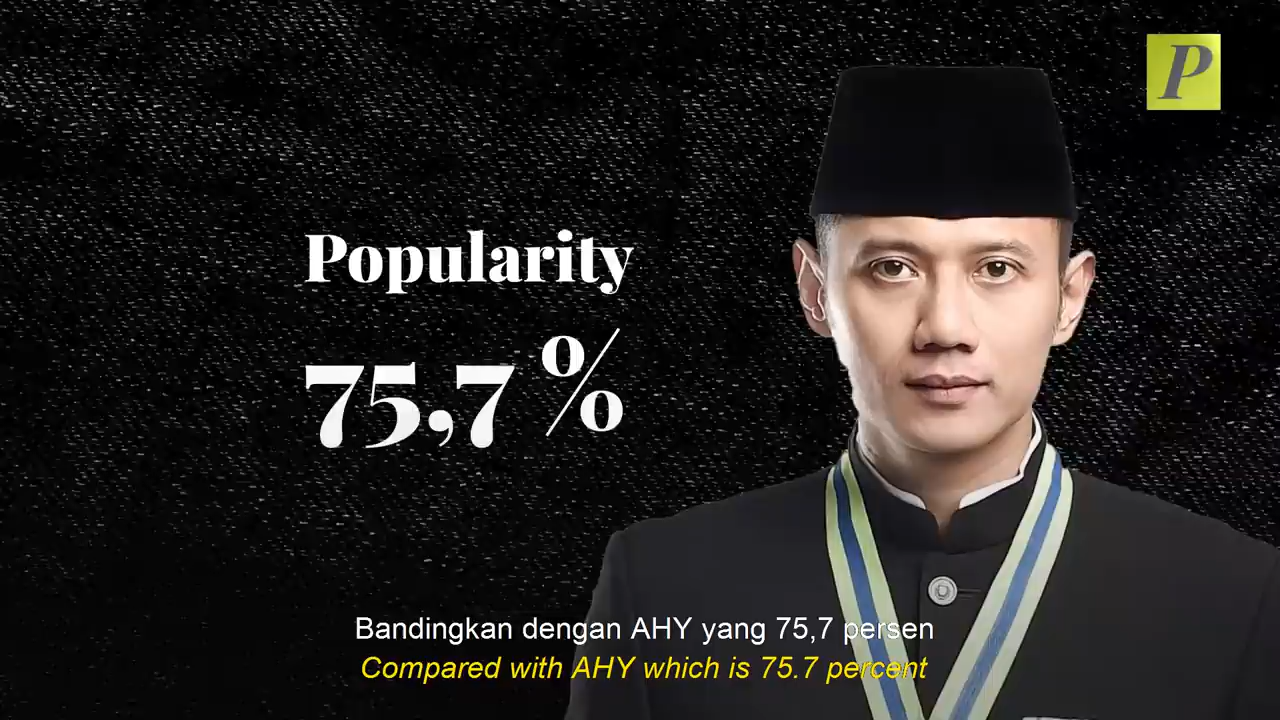 P
Popularity
75,7%
Bandingkan dengan AHY yang 75,7 persen
Compared with AHY which is 75.7 percent